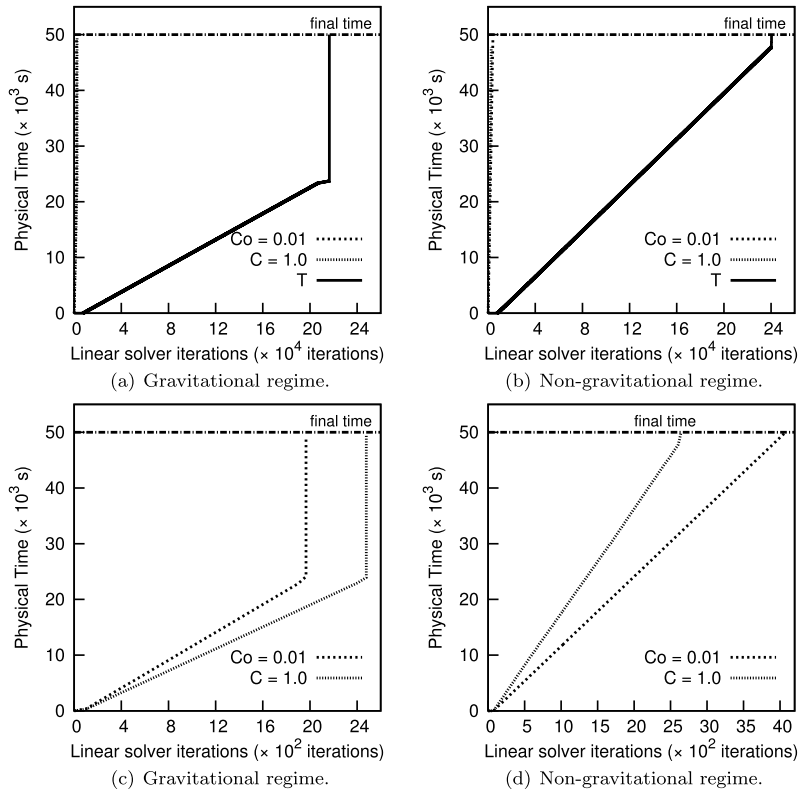 final time
50
40
30
20
10
0
Physical Time (× 10³ s)
Co = 0.01
C = 1.0
T
0 4 8 12 16 20 24
Linear solver iterations (× 10⁴ iterations)
(a) Gravitational regime.
final time
50
40
30
20
10
0
Physical Time (× 10³ s)
Co = 0.01
C = 1.0
T
0 4 8 12 16 20 24
Linear solver iterations (× 10⁴ iterations)
(b) Non-gravitational regime.
final time
50
40
30
20
10
0
Physical Time (× 10³ s)
Co = 0.01
C = 1.0
0 4 8 12 16 20 24
Linear solver iterations (× 10² iterations)
(c) Gravitational regime.
final time
50
40
30
20
10
0
Physical Time (× 10³ s)
Co = 0.01
C = 1.0
0 5 10 15 20 25 30 35 40
Linear solver iterations (× 10² iterations)
(d) Non-gravitational regime.